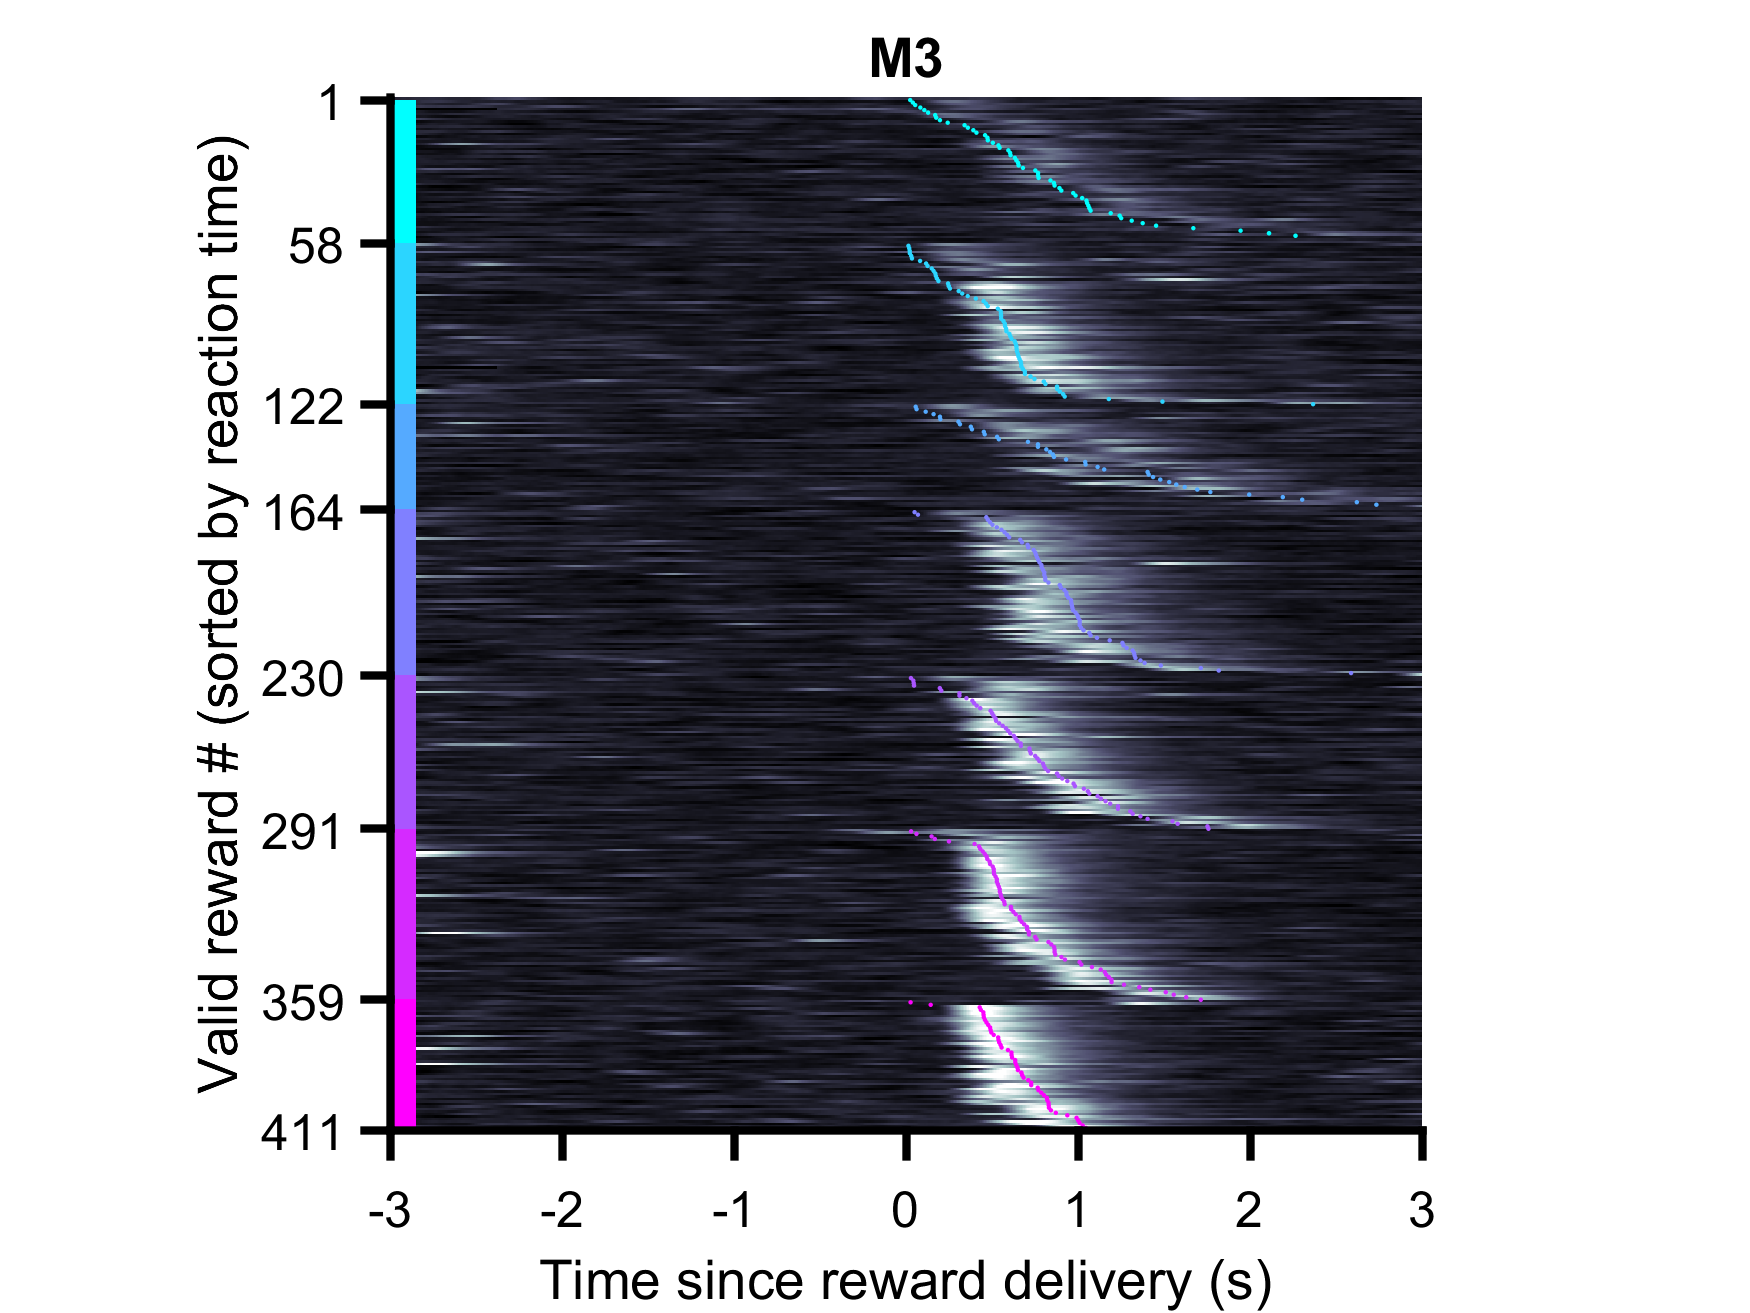 M3
Valid reward # (sorted by reaction time)
1
58
122
164
230
291
359
411
-3 -2 -1 0 1 2 3
Time since reward delivery (s)